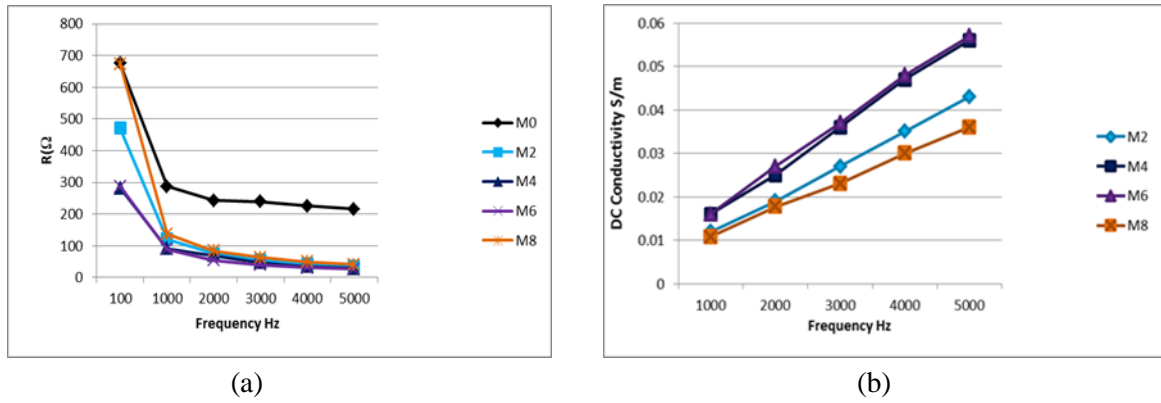 800
700
600
500
400
300
200
100
0
R(Ω
100 1000 2000 3000 4000 5000
Frequency Hz
M0
M2
M4
M6
M8
(a)
0.06
0.05
0.04
0.03
0.02
0.01
0
DC Conductivity S/m
1000 2000 3000 4000 5000
Frequency Hz
M2
M4
M6
M8
(b)